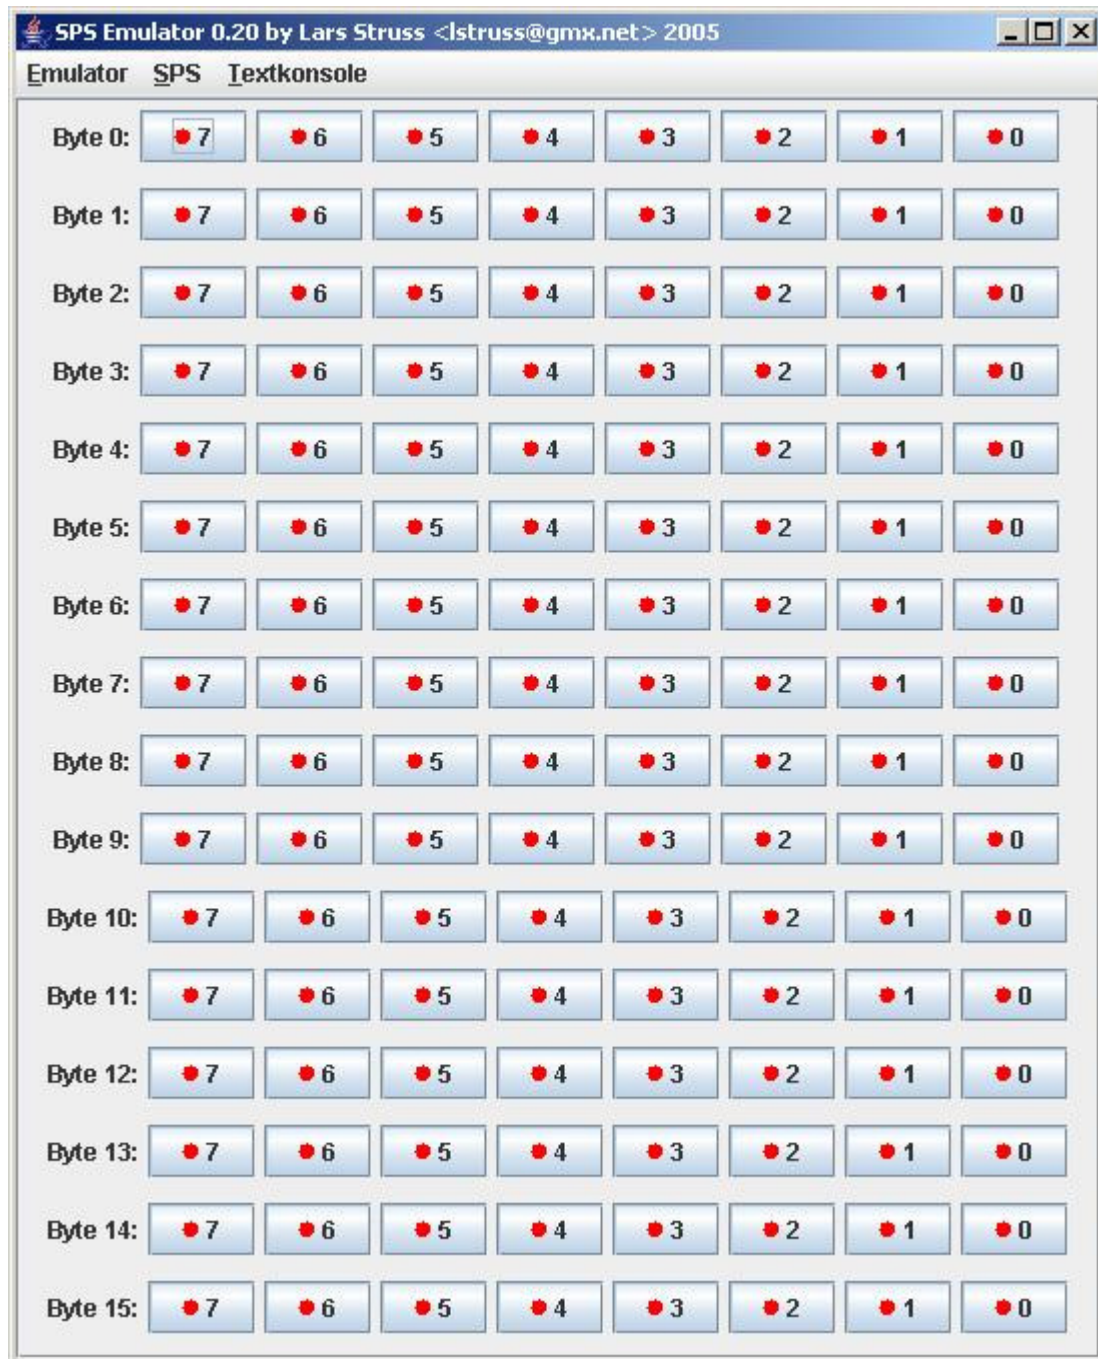 SPS Emulator 0.20 by Lars Struss <lstruss@gmx.net> 2005
Emulator SPS Textkonsole
Byte 0: 7 6 5 4 3 2 1 0
Byte 1: 7 6 5 4 3 2 1 0
Byte 2: 7 6 5 4 3 2 1 0
Byte 3: 7 6 5 4 3 2 1 0
Byte 4: 7 6 5 4 3 2 1 0
Byte 5: 7 6 5 4 3 2 1 0
Byte 6: 7 6 5 4 3 2 1 0
Byte 7: 7 6 5 4 3 2 1 0
Byte 8: 7 6 5 4 3 2 1 0
Byte 9: 7 6 5 4 3 2 1 0
Byte 10: 7 6 5 4 3 2 1 0
Byte 11: 7 6 5 4 3 2 1 0
Byte 12: 7 6 5 4 3 2 1 0
Byte 13: 7 6 5 4 3 2 1 0
Byte 14: 7 6 5 4 3 2 1 0
Byte 15: 7 6 5 4 3 2 1 0